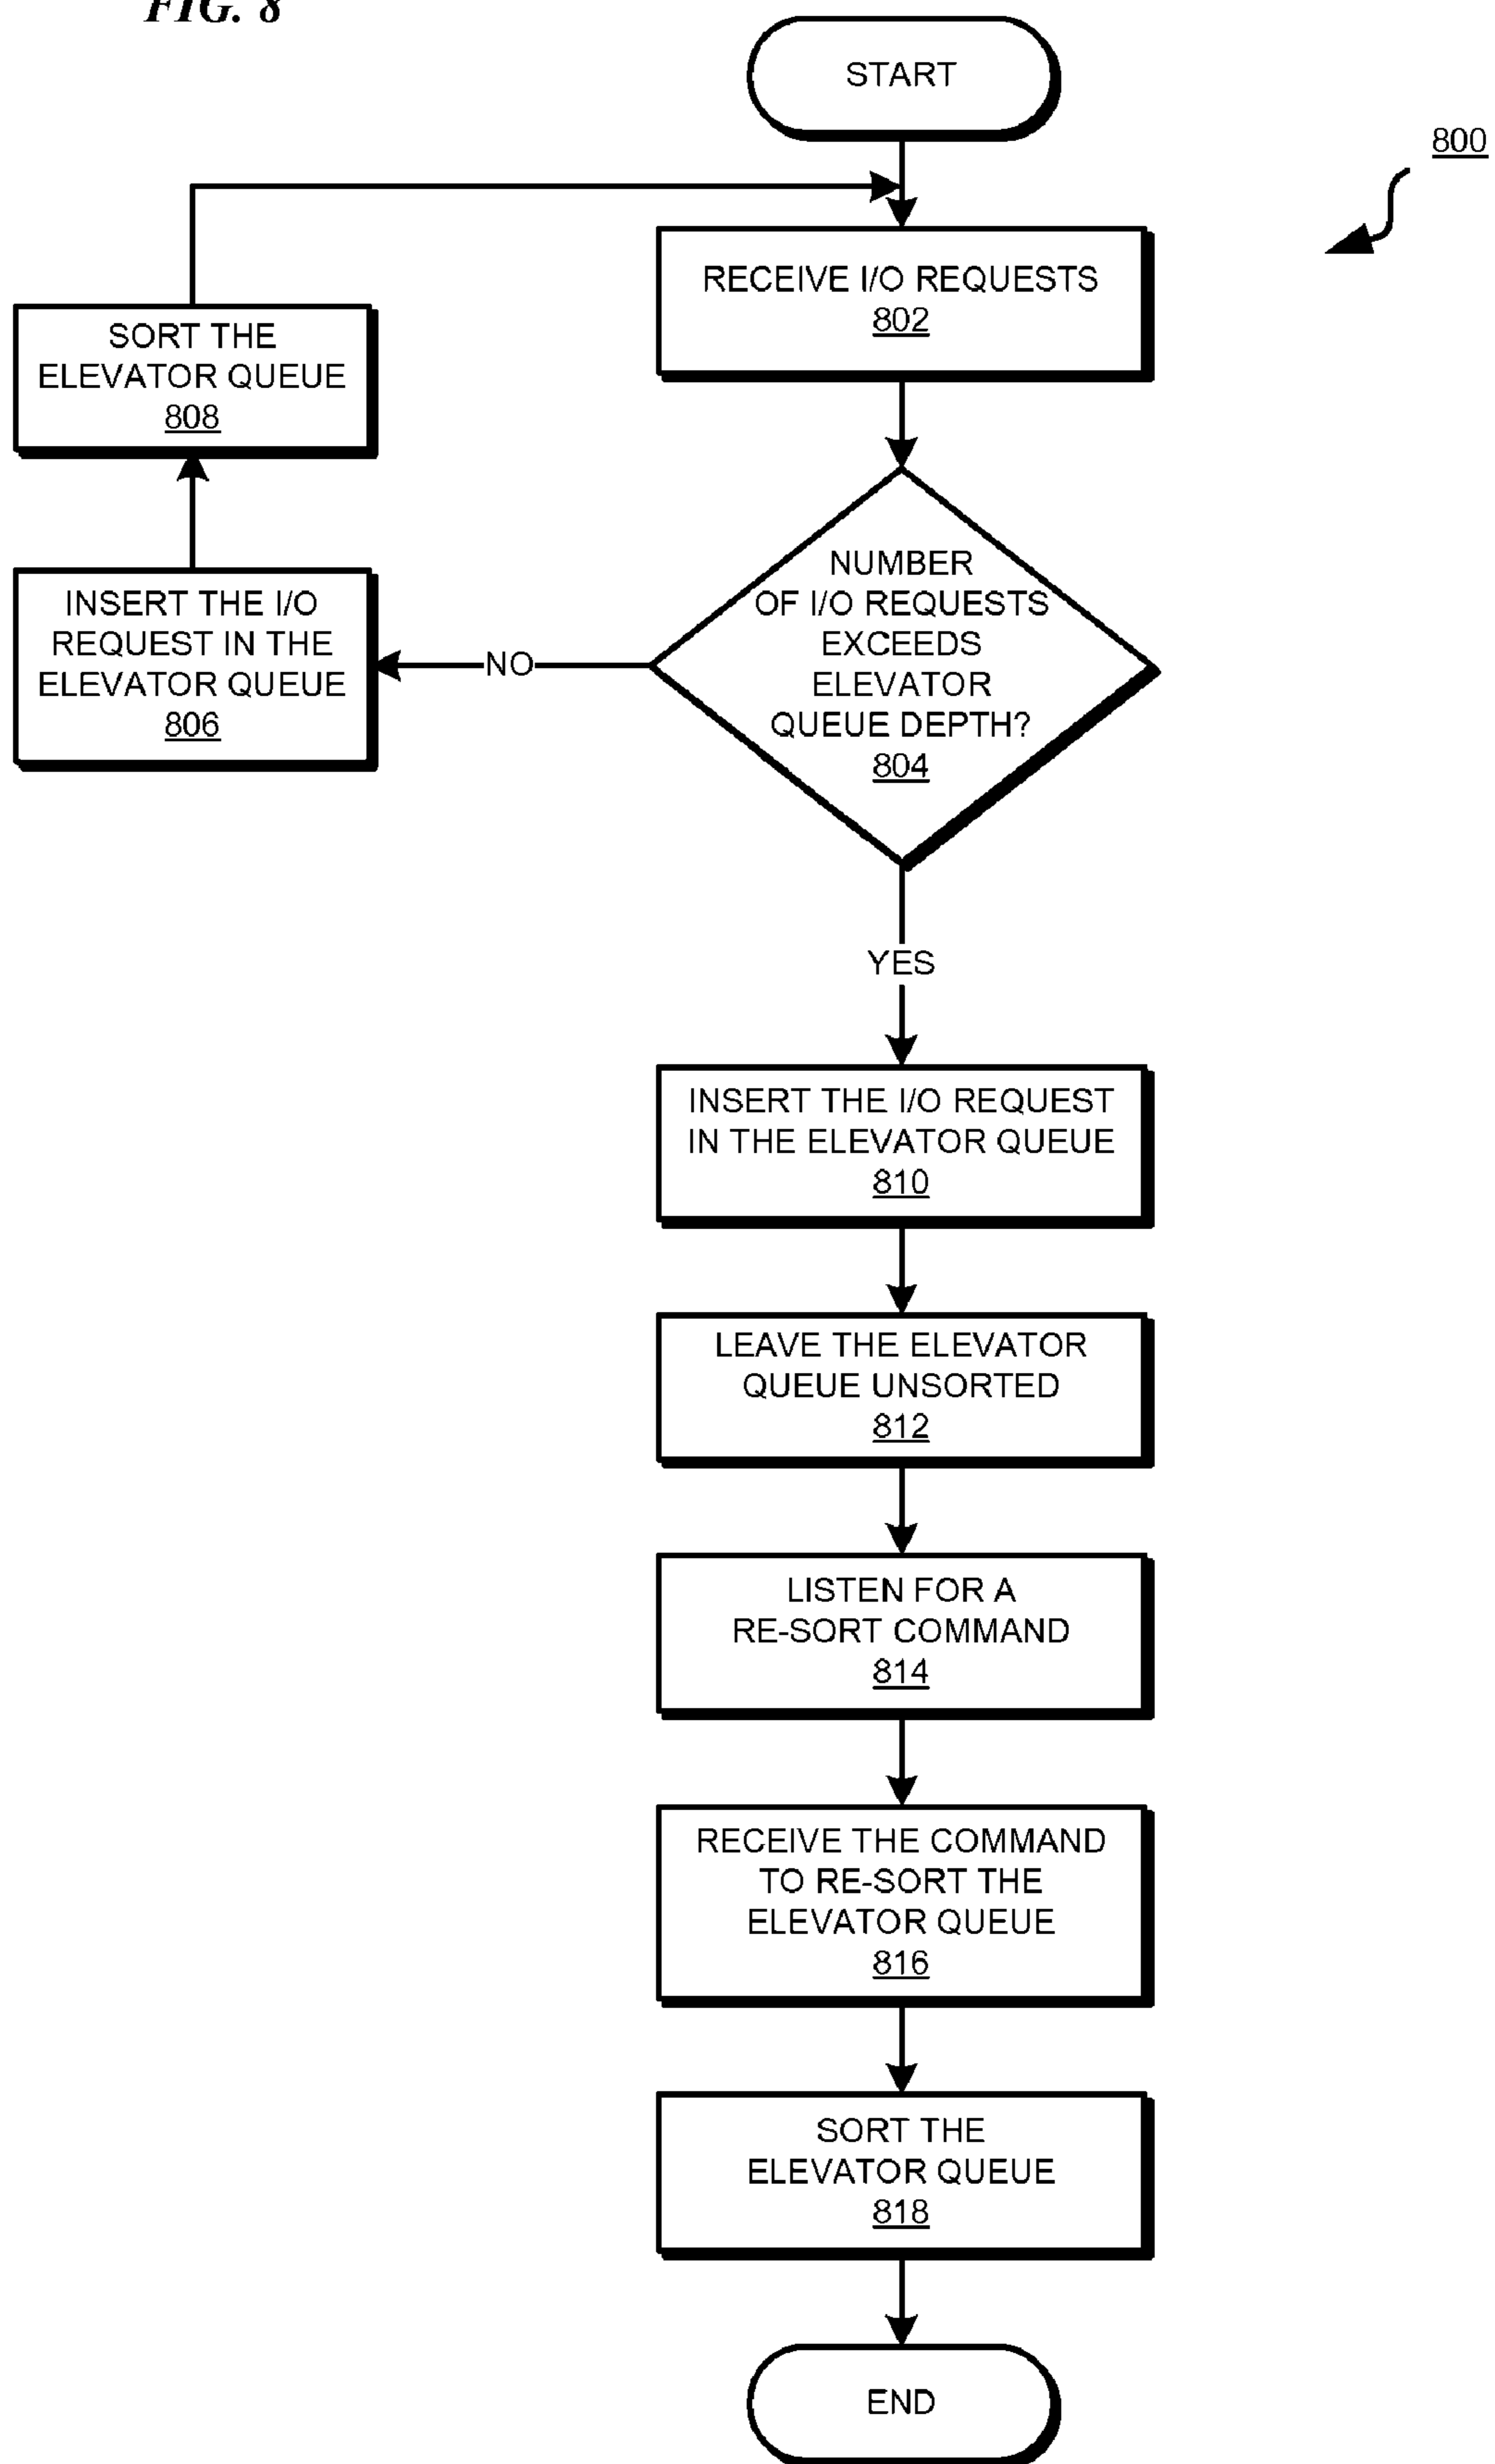 FIG. 8
START
800
RECEIVE I/O REQUESTS
802
SORT THE
ELEVATOR QUEUE
808
NUMBER
OF I/O REQUESTS
EXCEEDS
ELEVATOR
QUEUE DEPTH?
804
NO
INSERT THE I/O
REQUEST IN THE
ELEVATOR QUEUE
806
YES
INSERT THE I/O REQUEST
IN THE ELEVATOR QUEUE
810
LEAVE THE ELEVATOR
QUEUE UNSORTED
812
LISTEN FOR A
RE-SORT COMMAND
814
RECEIVE THE COMMAND
TO RE-SORT THE
ELEVATOR QUEUE
816
SORT THE
ELEVATOR QUEUE
818
END